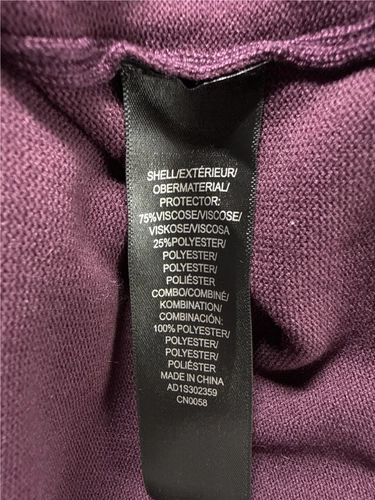 SHELL/EXTÉRIEUR/
OBERMATERIAL/
PROTECTOR:
75%VISCOSE/VISCOSE/
VISKOSE/VISCOSA
25%POLYESTER/
POLYESTER/
POLYESTER/
POLIÉSTER
COMBO/COMBINÉ/
KOMBINATION/
COMBINACIÓN:
100% POLYESTER/
POLYESTER/
POLYESTER/
POLIÉSTER
MADE IN CHINA
AD1S302359
CN0058